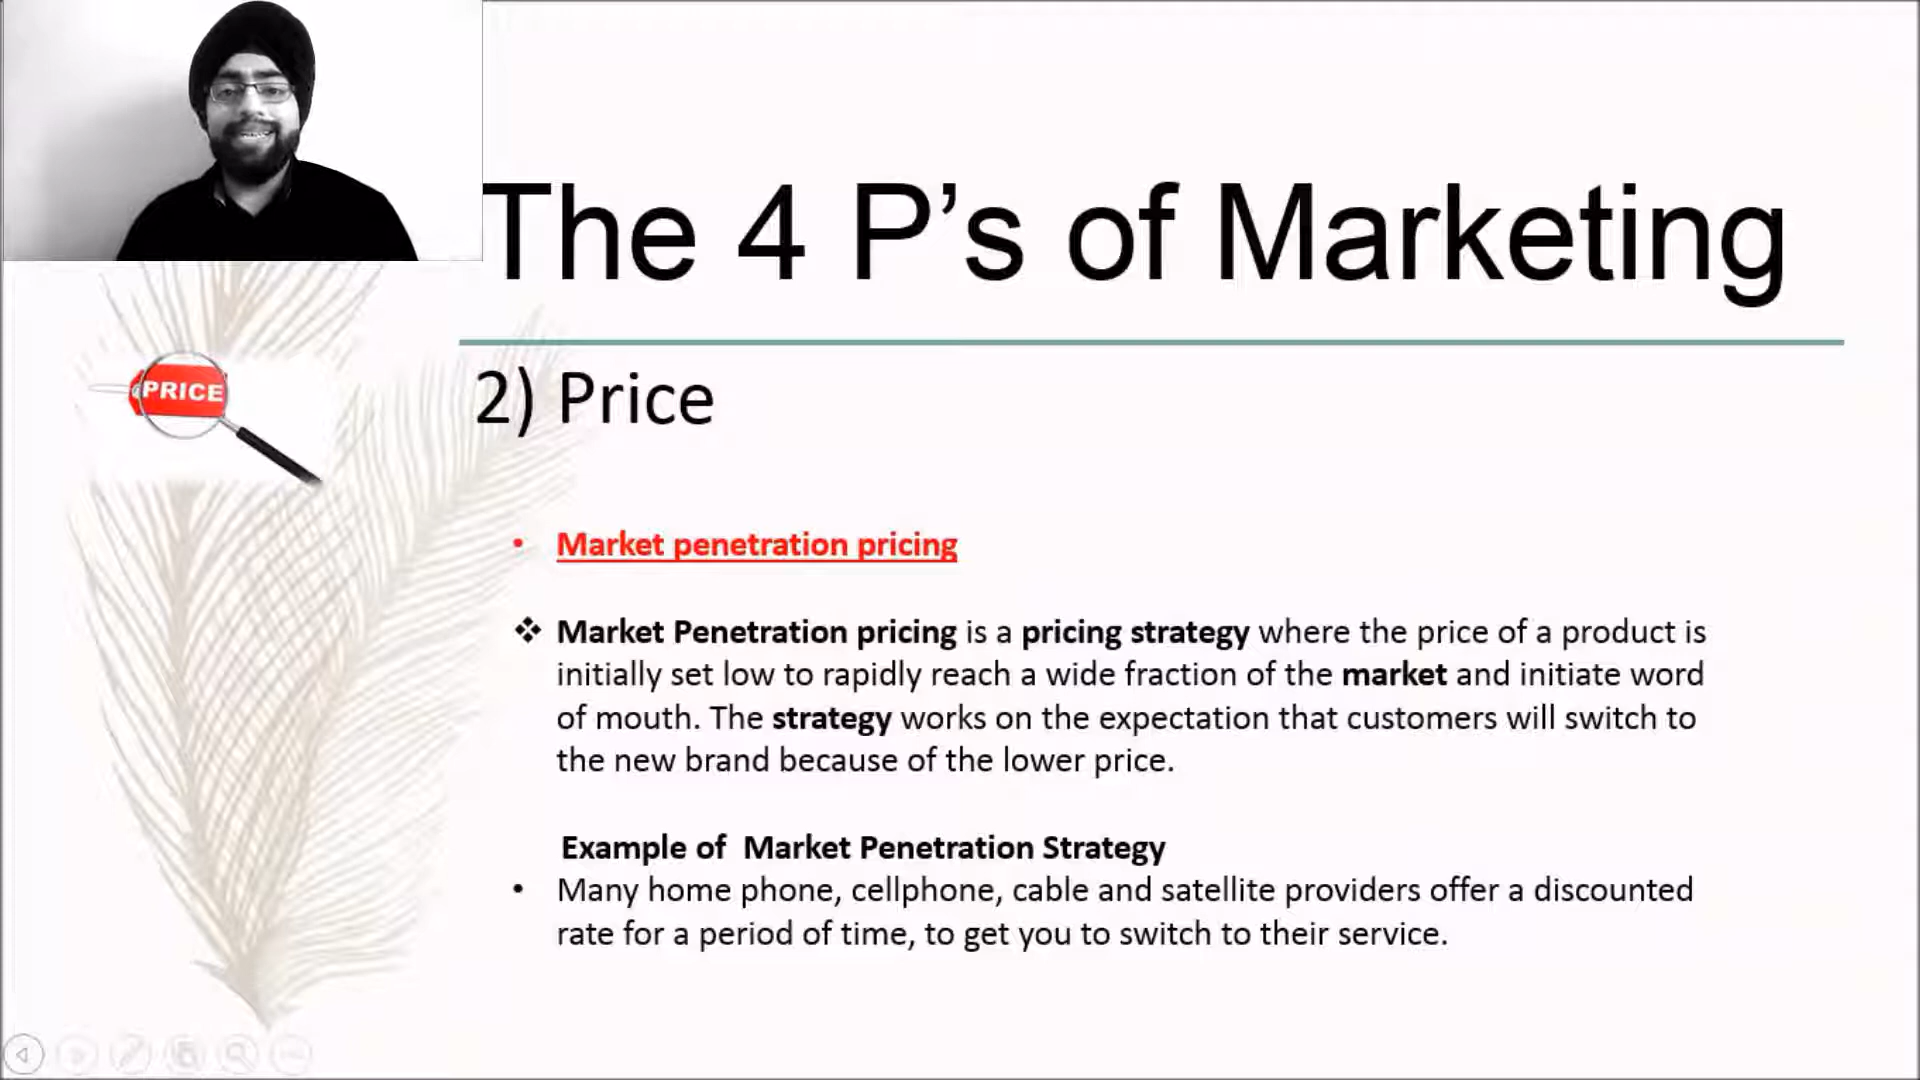 The 4 P’s of Marketing
PRICE
2) Price
• Market penetration pricing
❖ Market Penetration pricing is a pricing strategy where the price of a product is
initially set low to rapidly reach a wide fraction of the market and initiate word
of mouth. The strategy works on the expectation that customers will switch to
the new brand because of the lower price.
Example of  Market Penetration Strategy
• Many home phone, cellphone, cable and satellite providers offer a discounted
rate for a period of time, to get you to switch to their service.